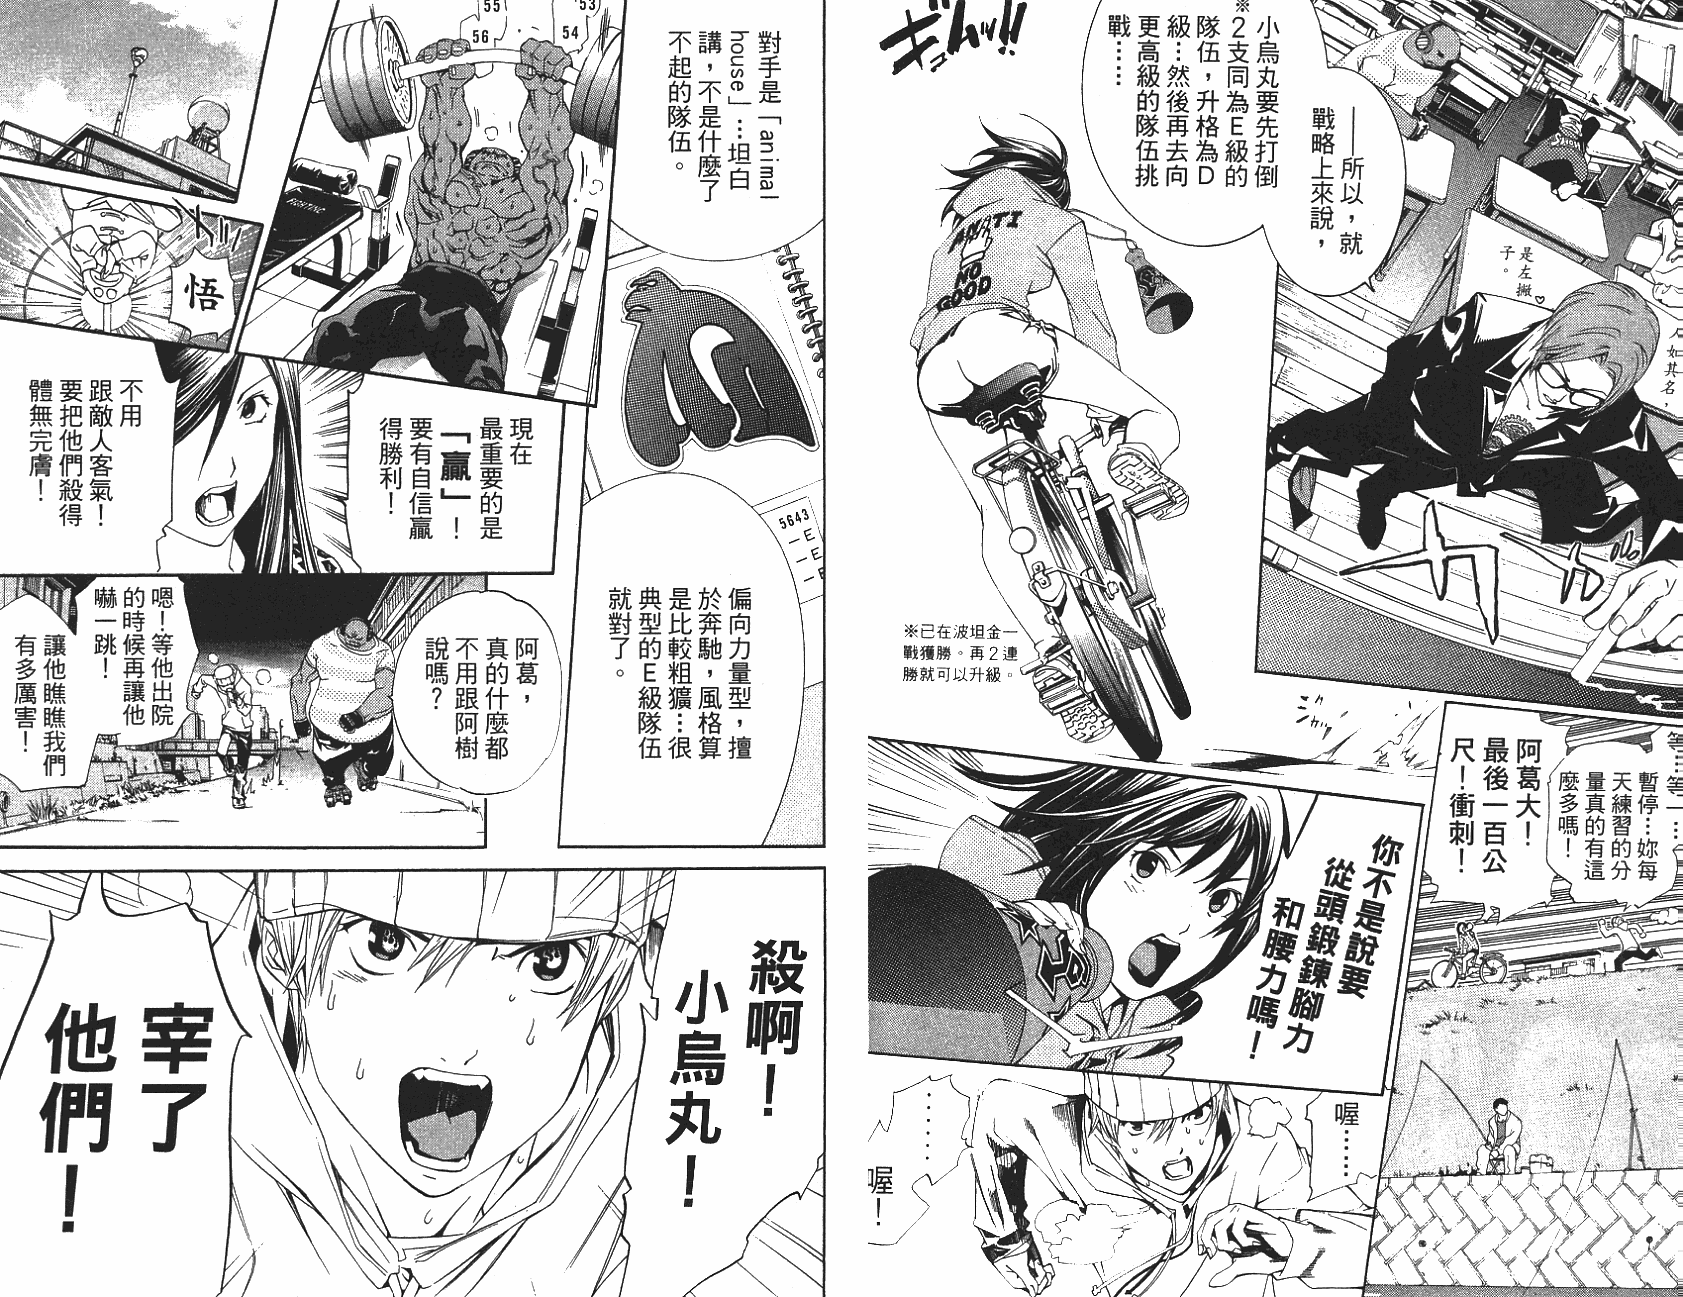 ——所以，就
戰略上來說，
※
小烏丸要先打倒
２支同為Ｅ級的
隊伍，升格為Ｄ
級…然後再去向
更高級的隊伍挑
戰……
是左撇♡
子。
人如其名
ANTI
NO
GOOD
※已在波坦金一
戰獲勝。再２連
勝就可以升級。
等…等一…
暫停…妳每
天練習的分
量真的有這
麼多嗎！
阿葛大！
最後一百公
尺！衝刺！
你不是說要
從頭鍛鍊腳力
和腰力嗎！
喔……
……
喔！
對手是「animal
house」…坦白
講，不是什麼了
不起的隊伍。
55
53
56
54
FIGHTING
悟
5643
偏向力量型，擅
於奔馳，風格算
是比較粗獷…很
典型的Ｅ級隊伍
就對了。
現在
最重要的是
「贏」！
要有自信贏
得勝利！
不用
跟敵人客氣！
要把他們殺得
體無完膚！
阿葛，
真的什麼都
不用跟阿樹
說嗎？
嗯！等他出院
的時候再讓他
嚇一跳！
讓他瞧瞧我們
有多厲害！
殺啊！
小烏丸！
宰了
他們！